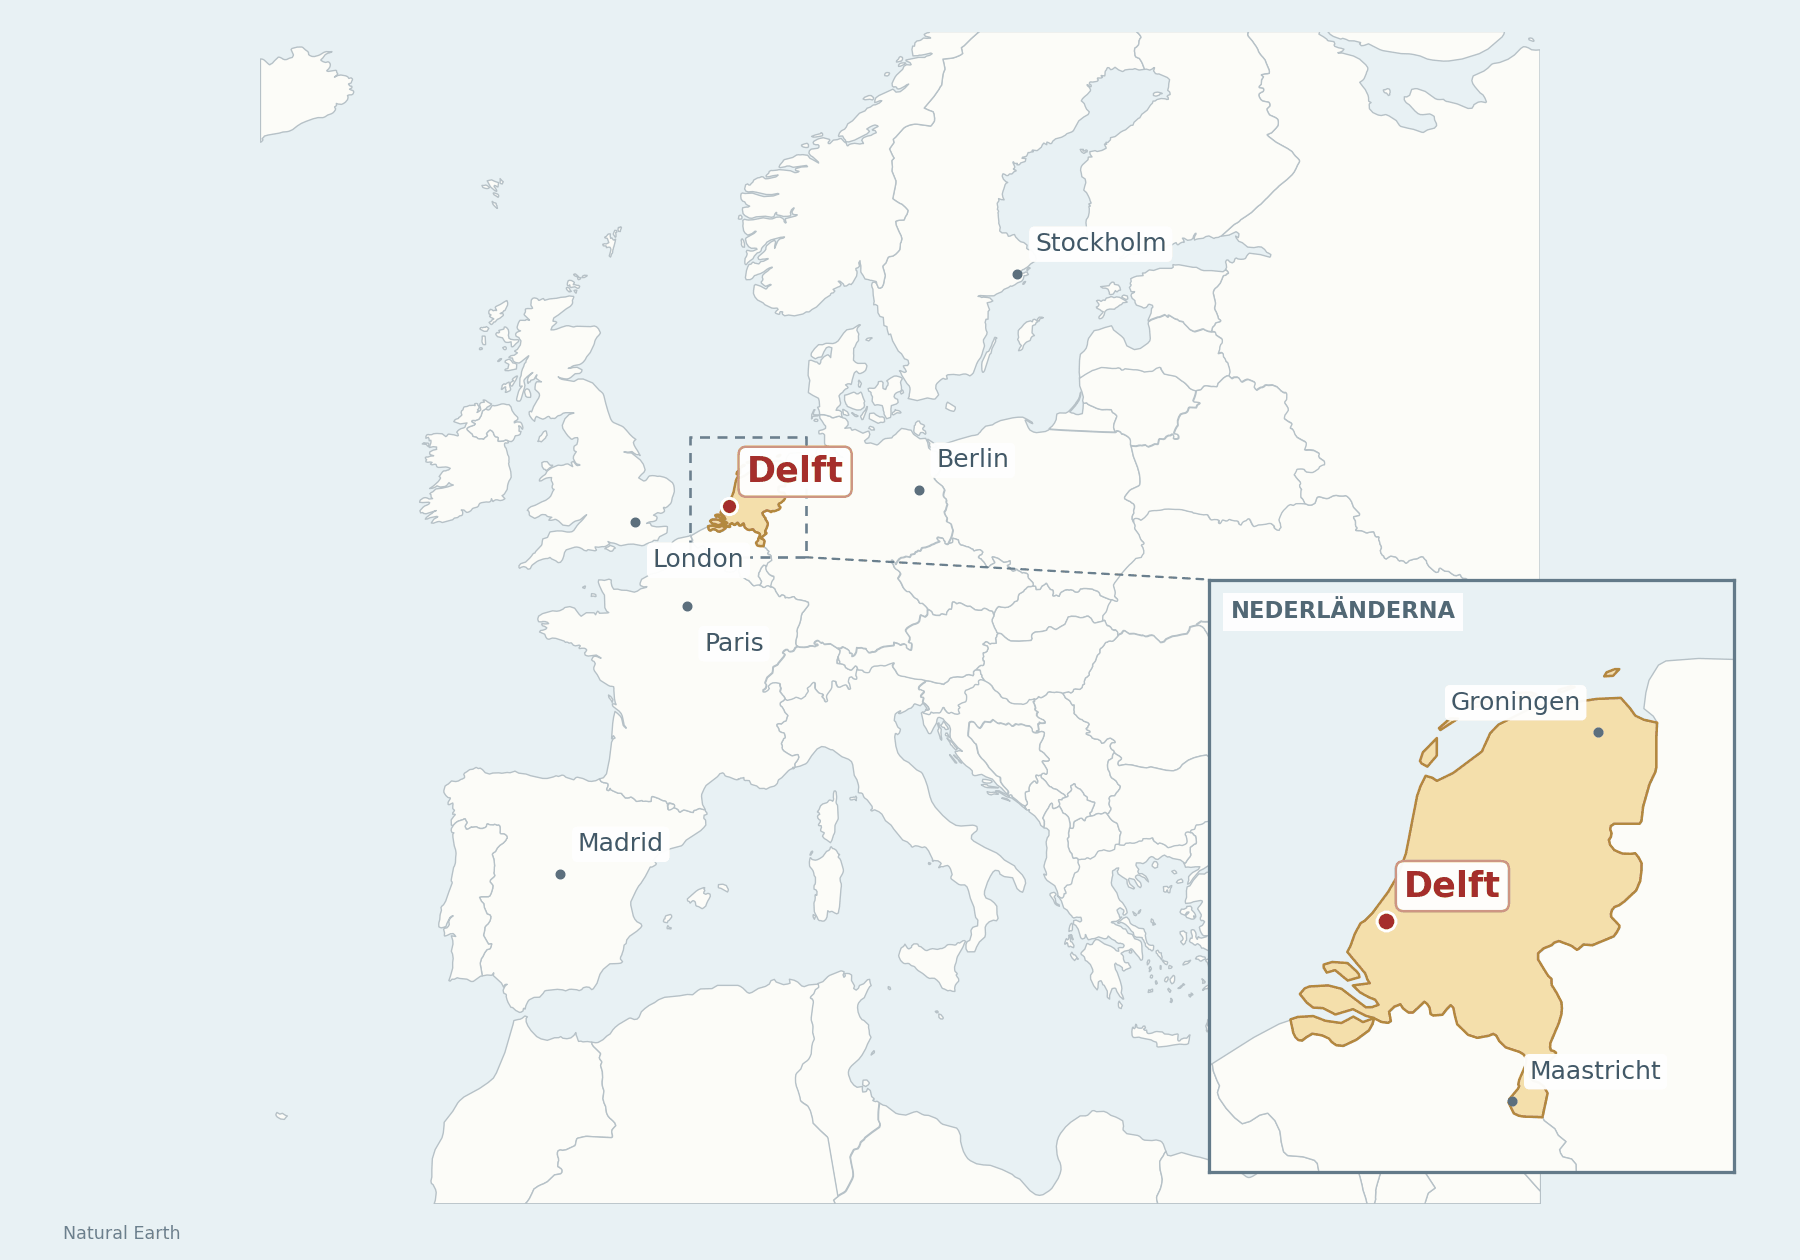 Stockholm
Delft
Berlin
London
Paris
Madrid
NEDERLÄNDERNA
Groningen
Delft
Maastricht
Natural Earth